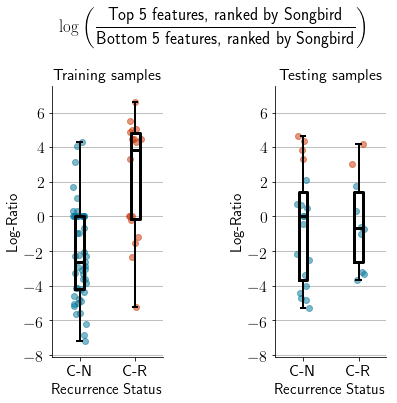 log ( Top 5 features, ranked by Songbird / Bottom 5 features, ranked by Songbird )
Training samples
Log-Ratio
6
4
2
0
−2
−4
−6
−8
C-N C-R
Recurrence Status
Testing samples
Log-Ratio
6
4
2
0
−2
−4
−6
−8
C-N C-R
Recurrence Status